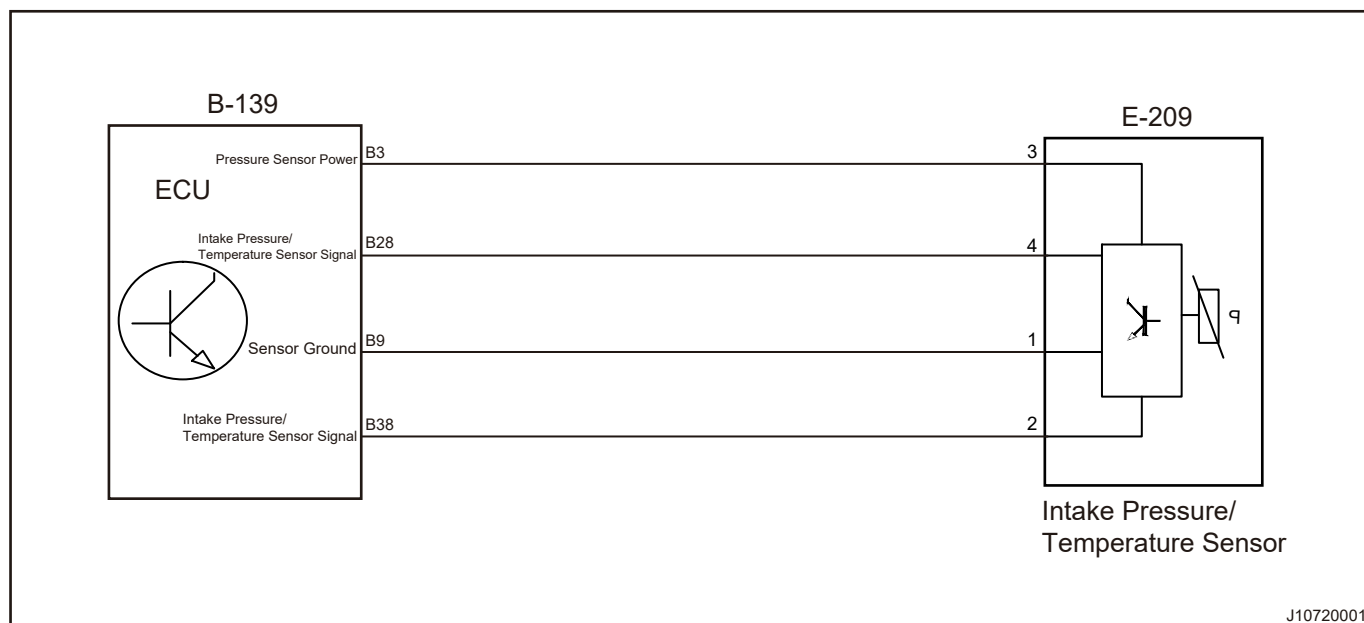 B-139
E-209
Pressure Sensor Power
B3
3
ECU
Intake Pressure/
Temperature Sensor Signal
B28
4
Sensor Ground
B9
1
q
Intake Pressure/
Temperature Sensor Signal
B38
2
Intake Pressure/
Temperature Sensor
J10720001